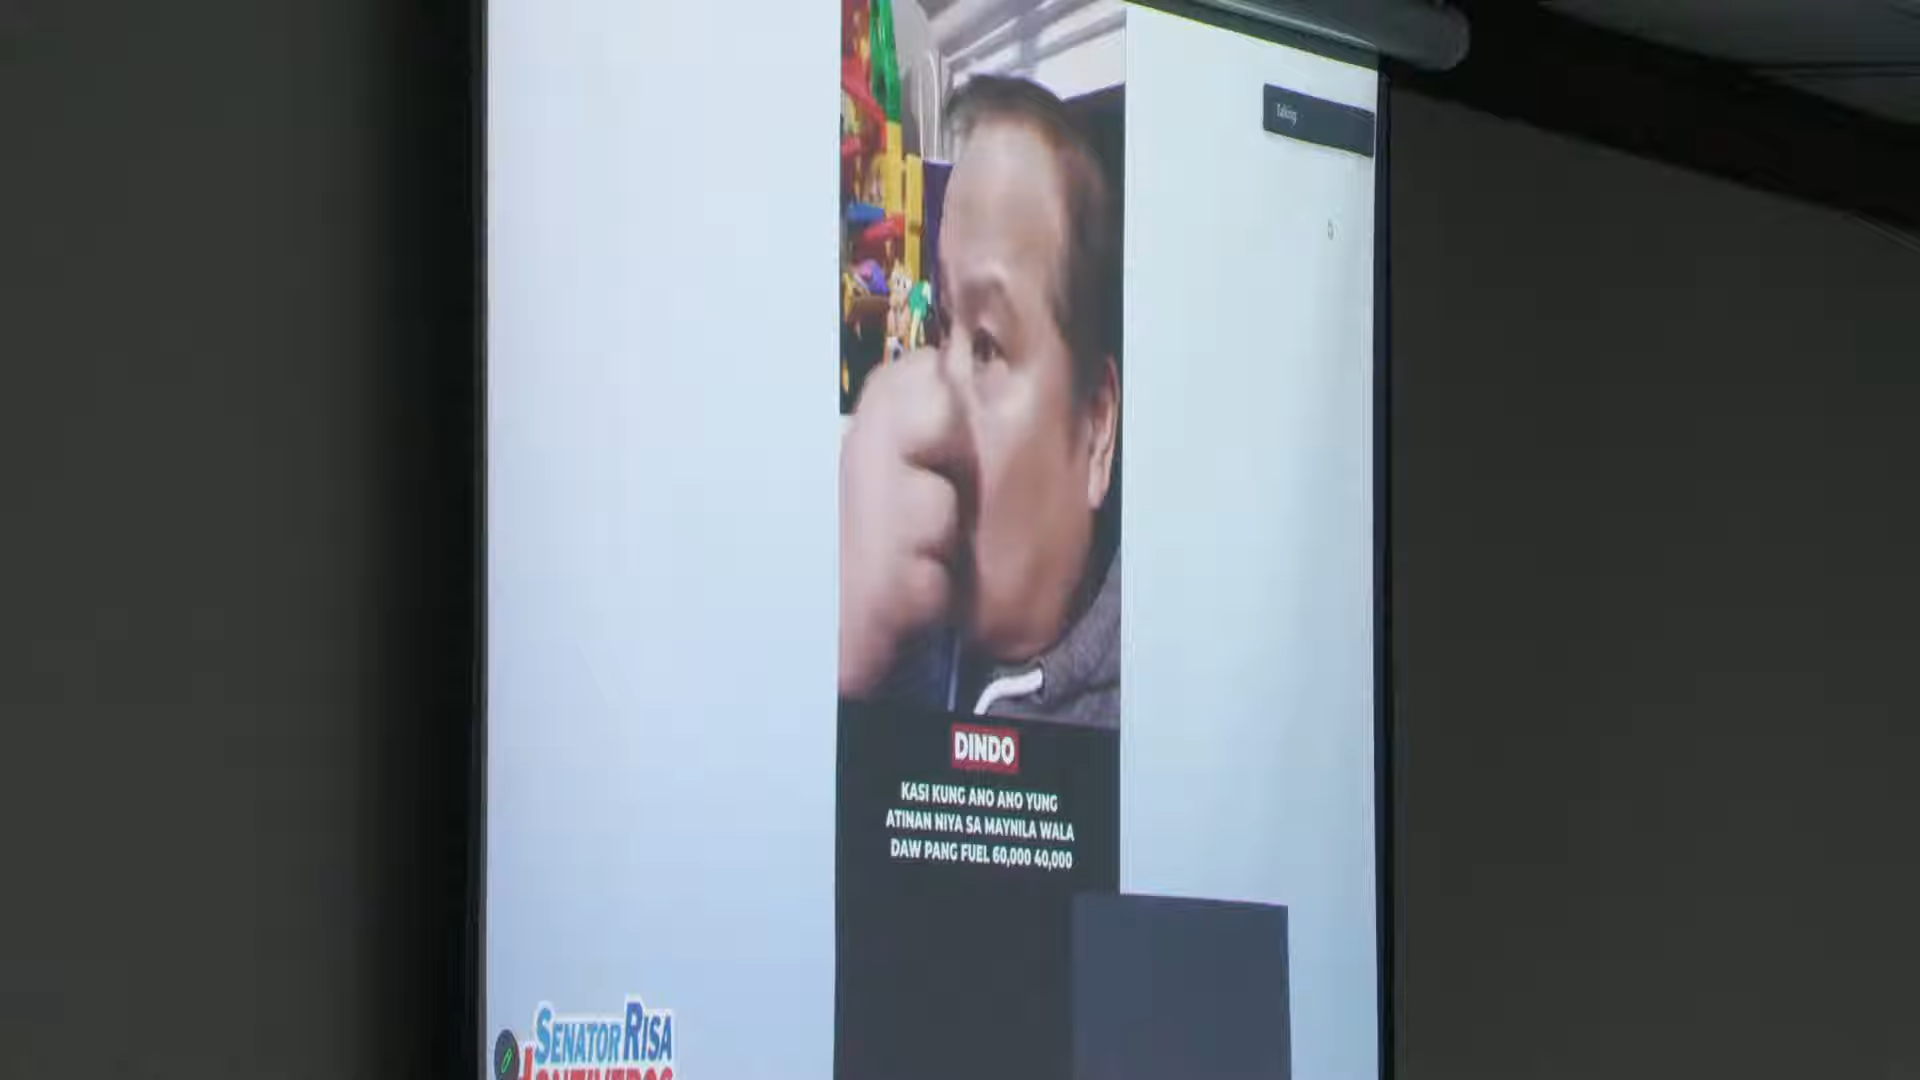 Talking
DINDO
KASI KUNG ANO ANO YUNG
ATINAN NIYA SA MAYNILA WALA
DAW PANG FUEL 60,000 40,000
SENATOR RISA
HONTIVEROS